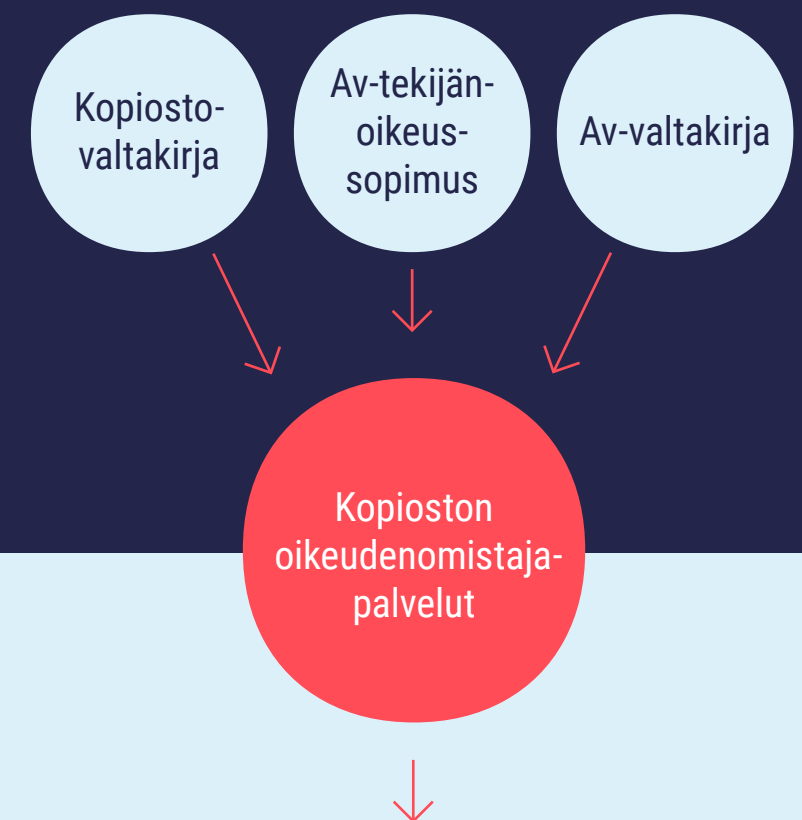 Kopiosto-
valtakirja
Av-tekijän-
oikeus-
sopimus
Av-valtakirja
Kopioston
oikeudenomistaja-
palvelut